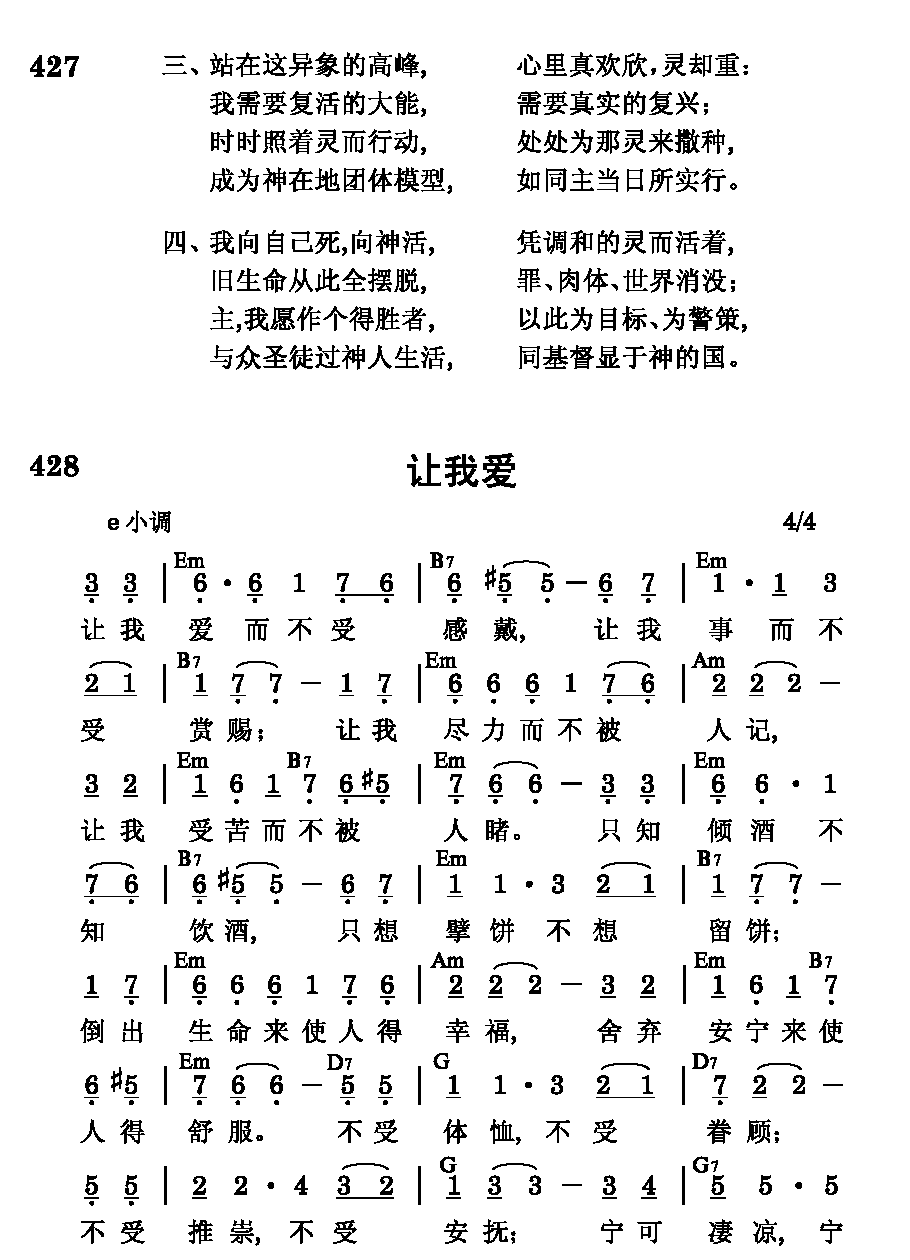 427 三、站在这异象的高峰, 心里真欢欣,灵却重:
我需要复活的大能, 需要真实的复兴;
时时照着灵而行动, 处处为那灵来撒种,
成为神在地团体模型, 如同主当日所实行。
四、我向自己死,向神活, 凭调和的灵而活着,
旧生命从此全摆脱, 罪、肉体、世界消没;
主,我愿作个得胜者, 以此为目标、为警策,
与众圣徒过神人生活, 同基督显于神的国。
428 让我爱
e小调 4/4
Em B7 Em
3 3 | 6 · 6 1 7 6 | 6 #5 5 – 6 7 | 1 · 1 3
让我 爱而不受 感戴, 让我 事而不
B7 Em Am
2 1 | 1 7 7 – 1 7 | 6 6 6 1 7 6 | 2 2 2 –
受 赏赐; 让我 尽力而不被 人记,
Em B7 Em Em
3 2 | 1 6 1 7 6 #5 | 7 6 6 – 3 3 | 6 6 · 1
让我 受苦而不被 人睹。 只知 倾酒不
B7 Em B7
7 6 | 6 #5 5 – 6 7 | 1 1 · 3 2 1 | 1 7 7 –
知 饮酒, 只想 擘饼不想 留饼;
Em Am Em B7
1 7 | 6 6 6 1 7 6 | 2 2 2 – 3 2 | 1 6 1 7
倒出 生命来使人得 幸福, 舍弃 安宁来使
Em D7 G D7
6 #5 | 7 6 6 – 5 5 | 1 1 · 3 2 1 | 7 2 2 –
人得 舒服。 不受 体恤,不受 眷顾;
G G7
5 5 | 2 2 · 4 3 2 | 1 3 3 – 3 4 | 5 5 · 5
不受 推崇,不受 安抚; 宁可 凄凉,宁